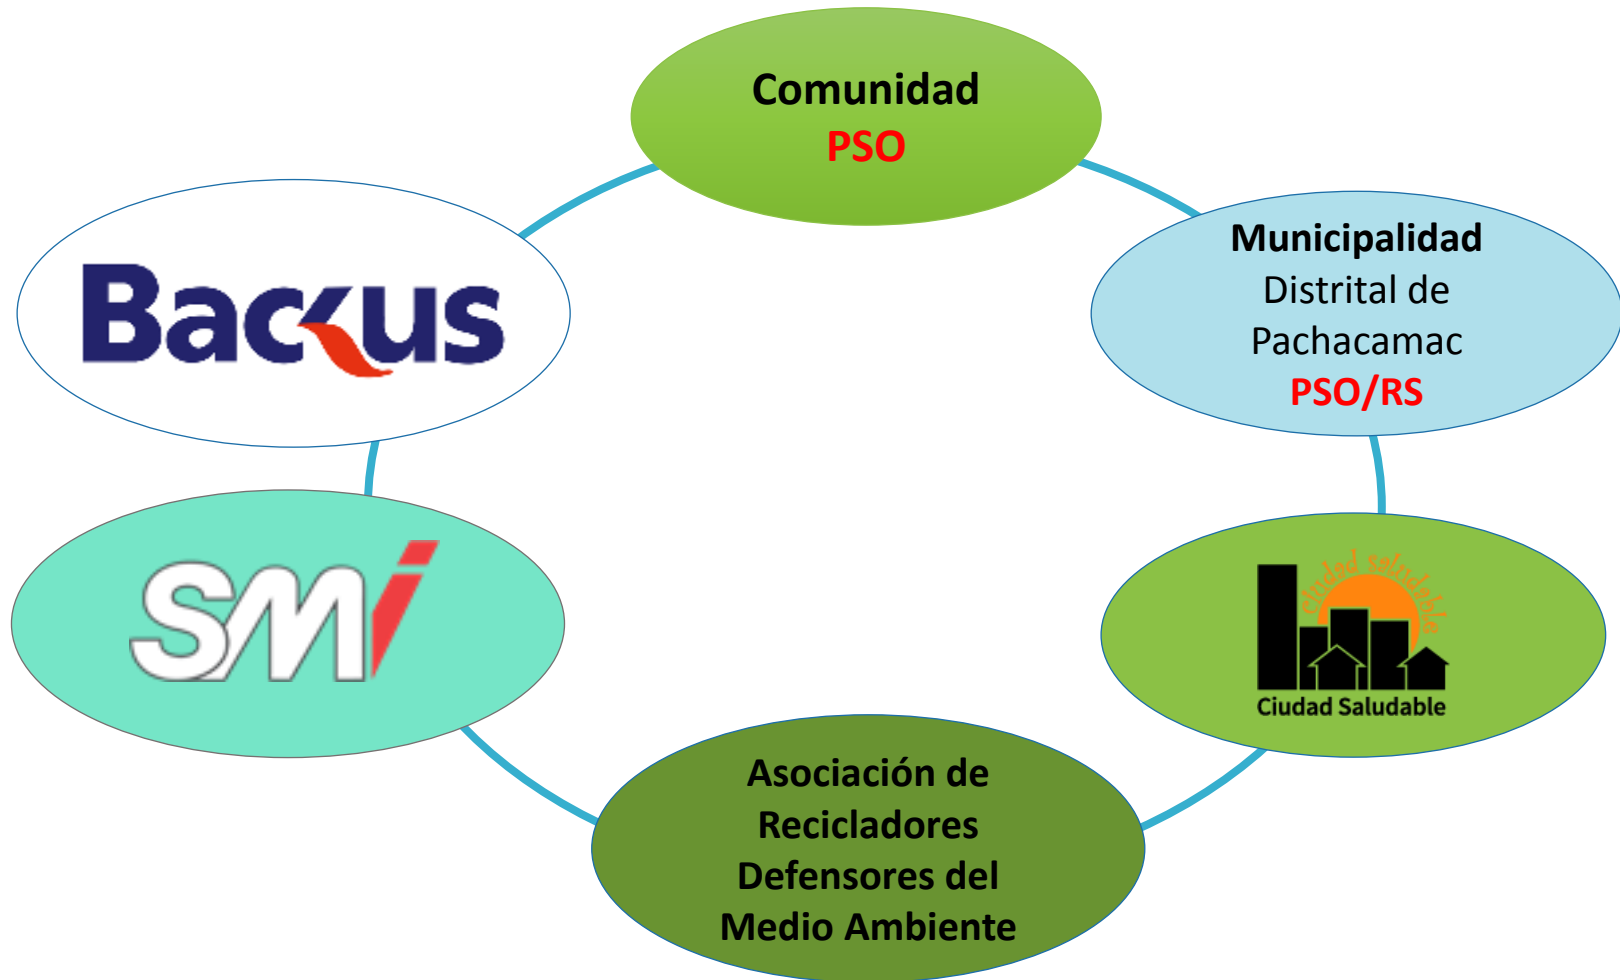 Comunidad
PSO
Backus
Municipalidad
Distrital de
Pachacamac
PSO/RS
SMi
ciudad saludable
Ciudad Saludable
Asociación de
Recicladores
Defensores del
Medio Ambiente